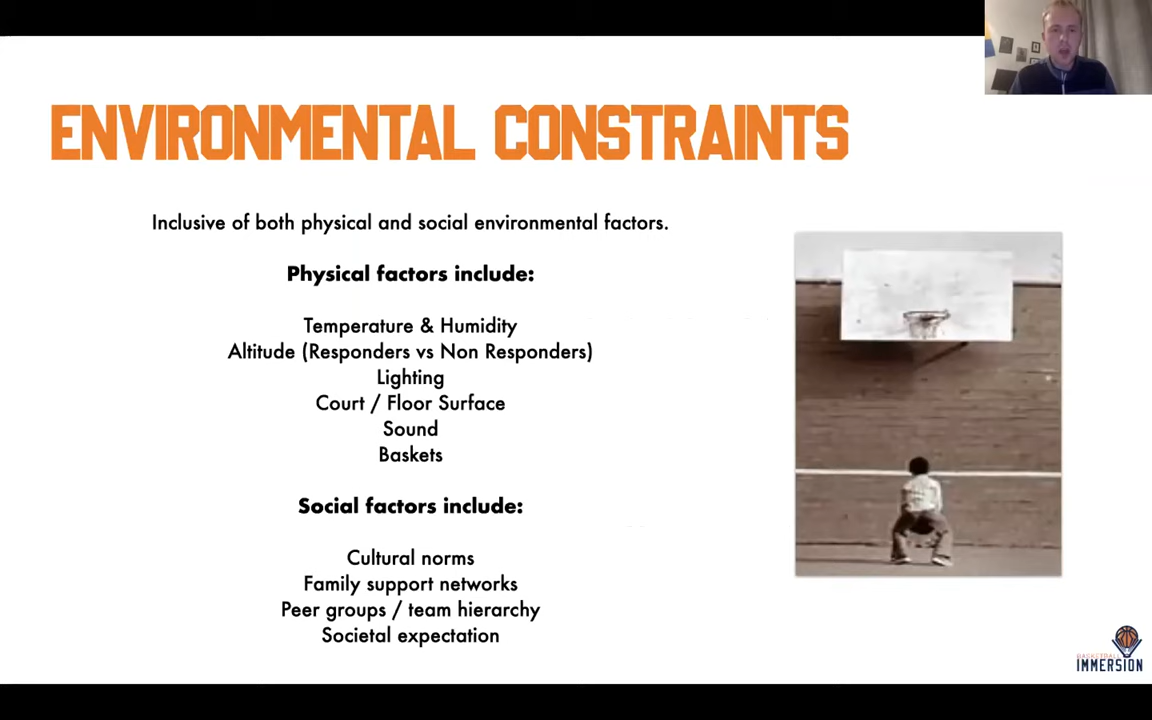 ENVIRONMENTAL CONSTRAINTS
Inclusive of both physical and social environmental factors.
Physical factors include:
Temperature & Humidity
Altitude (Responders vs Non Responders)
Lighting
Court / Floor Surface
Sound
Baskets
Social factors include:
Cultural norms
Family support networks
Peer groups / team hierarchy
Societal expectation
BASKETBALL
IMMERSION